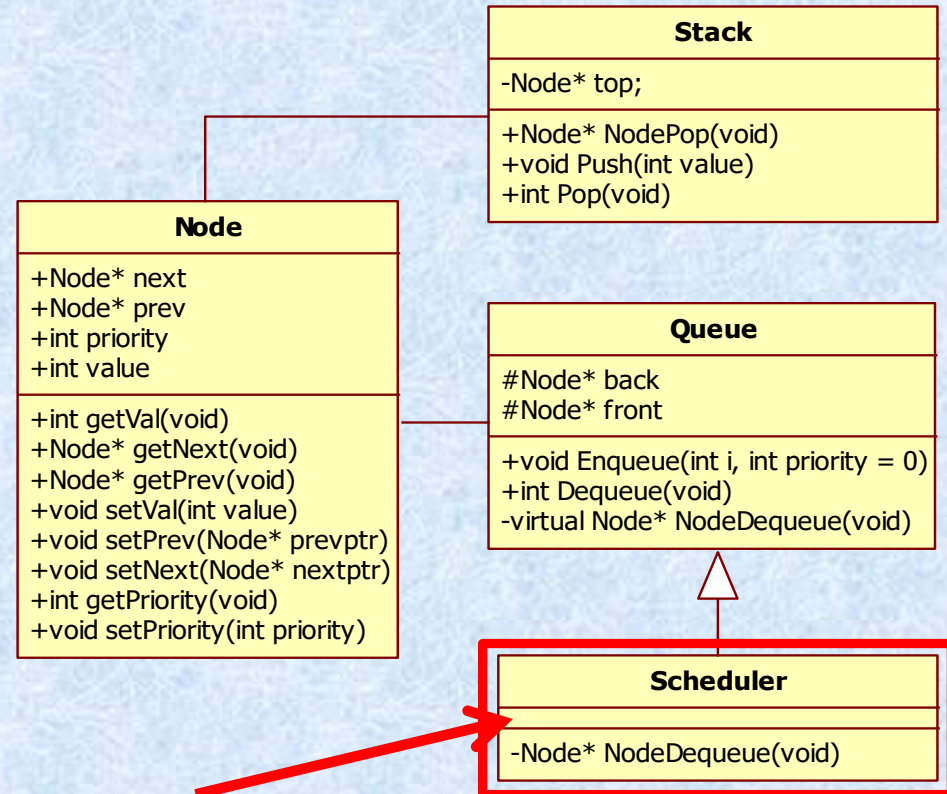 Stack
-Node* top;
+Node* NodePop(void)
+void Push(int value)
+int Pop(void)
Node
+Node* next
+Node* prev
+int priority
+int value
+int getVal(void)
+Node* getNext(void)
+Node* getPrev(void)
+void setVal(int value)
+void setPrev(Node* prevptr)
+void setNext(Node* nextptr)
+int getPriority(void)
+void setPriority(int priority)
Queue
#Node* back
#Node* front
+void Enqueue(int i, int priority = 0)
+int Dequeue(void)
-virtual Node* NodeDequeue(void)
Scheduler
-Node* NodeDequeue(void)